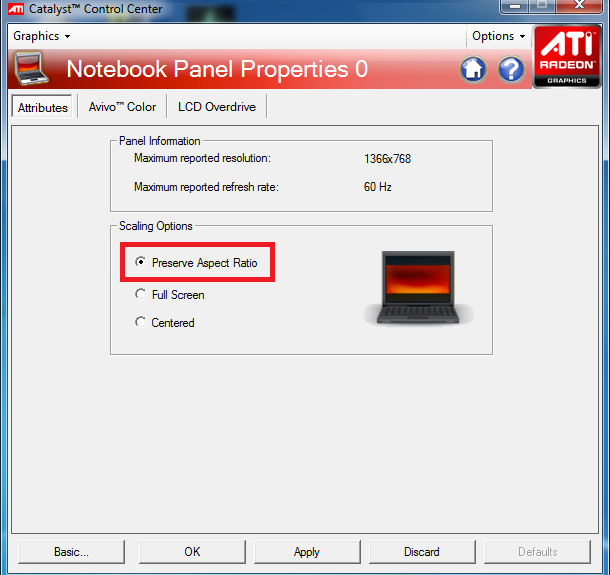 ATI Catalyst™ Control Center
Graphics
Options
ATI
RADEON
GRAPHICS
Notebook Panel Properties 0
?
Attributes
Avivo™ Color
LCD Overdrive
Panel Information
Maximum reported resolution: 1366x768
Maximum reported refresh rate: 60 Hz
Scaling Options
Preserve Aspect Ratio
Full Screen
Centered
Basic...
OK
Apply
Discard
Defaults